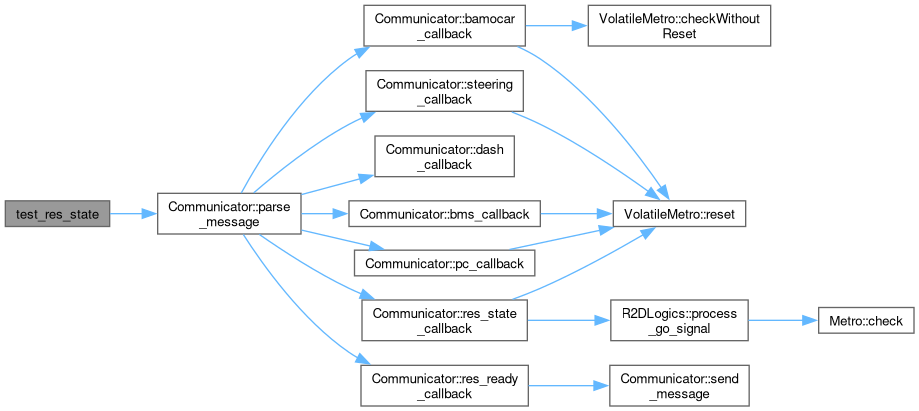 test_res_state
Communicator::parse
_message
Communicator::bamocar
_callback
VolatileMetro::checkWithout
Reset
Communicator::steering
_callback
Communicator::dash
_callback
Communicator::bms_callback
VolatileMetro::reset
Communicator::pc_callback
Communicator::res_state
_callback
R2DLogics::process
_go_signal
Metro::check
Communicator::res_ready
_callback
Communicator::send
_message